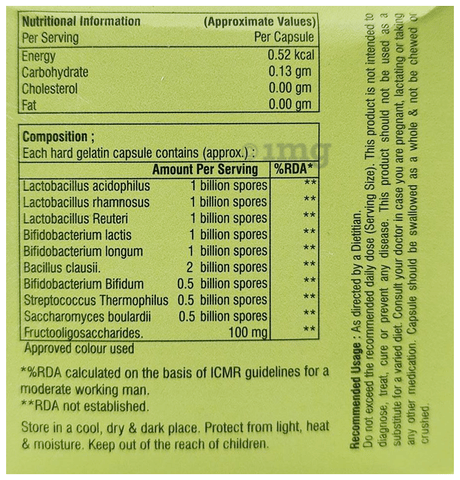 Nutritional Information (Approximate Values)
Per Serving Per Capsule
Energy 0.52 kcal
Carbohydrate 0.13 gm
Cholesterol 0.00 gm
Fat 0.00 gm
Composition ;
Each hard gelatin capsule contains (approx.) :
Amount Per Serving %RDA*
Lactobacillus acidophilus 1 billion spores **
Lactobacillus rhamnosus 1 billion spores **
Lactobacillus Reuteri 1 billion spores **
Bifidobacterium lactis 1 billion spores **
Bifidobacterium longum 1 billion spores **
Bacillus clausii. 2 billion spores **
Bifidobacterium Bifidum 0.5 billion spores **
Streptococcus Thermophilus 0.5 billion spores **
Saccharomyces boulardii 0.5 billion spores **
Fructooligosaccharides. 100 mg **
Approved colour used
*%RDA calculated on the basis of ICMR guidelines for a
moderate working man.
**RDA not established.
Store in a cool, dry & dark place. Protect from light, heat
& moisture. Keep out of the reach of children.
Recommended Usage : As directed by a Dietitian.
Do not exceed the recommended daily dose (Serving Size). This product is not intended to
diagnose, treat, cure or prevent any disease. This product should not be used as a
substitute for a varied diet. Consult your doctor in case you are pregnant, lactating or taking
any other medication. Capsule should be swallowed as a whole & not be chewed or
crushed.
1mg